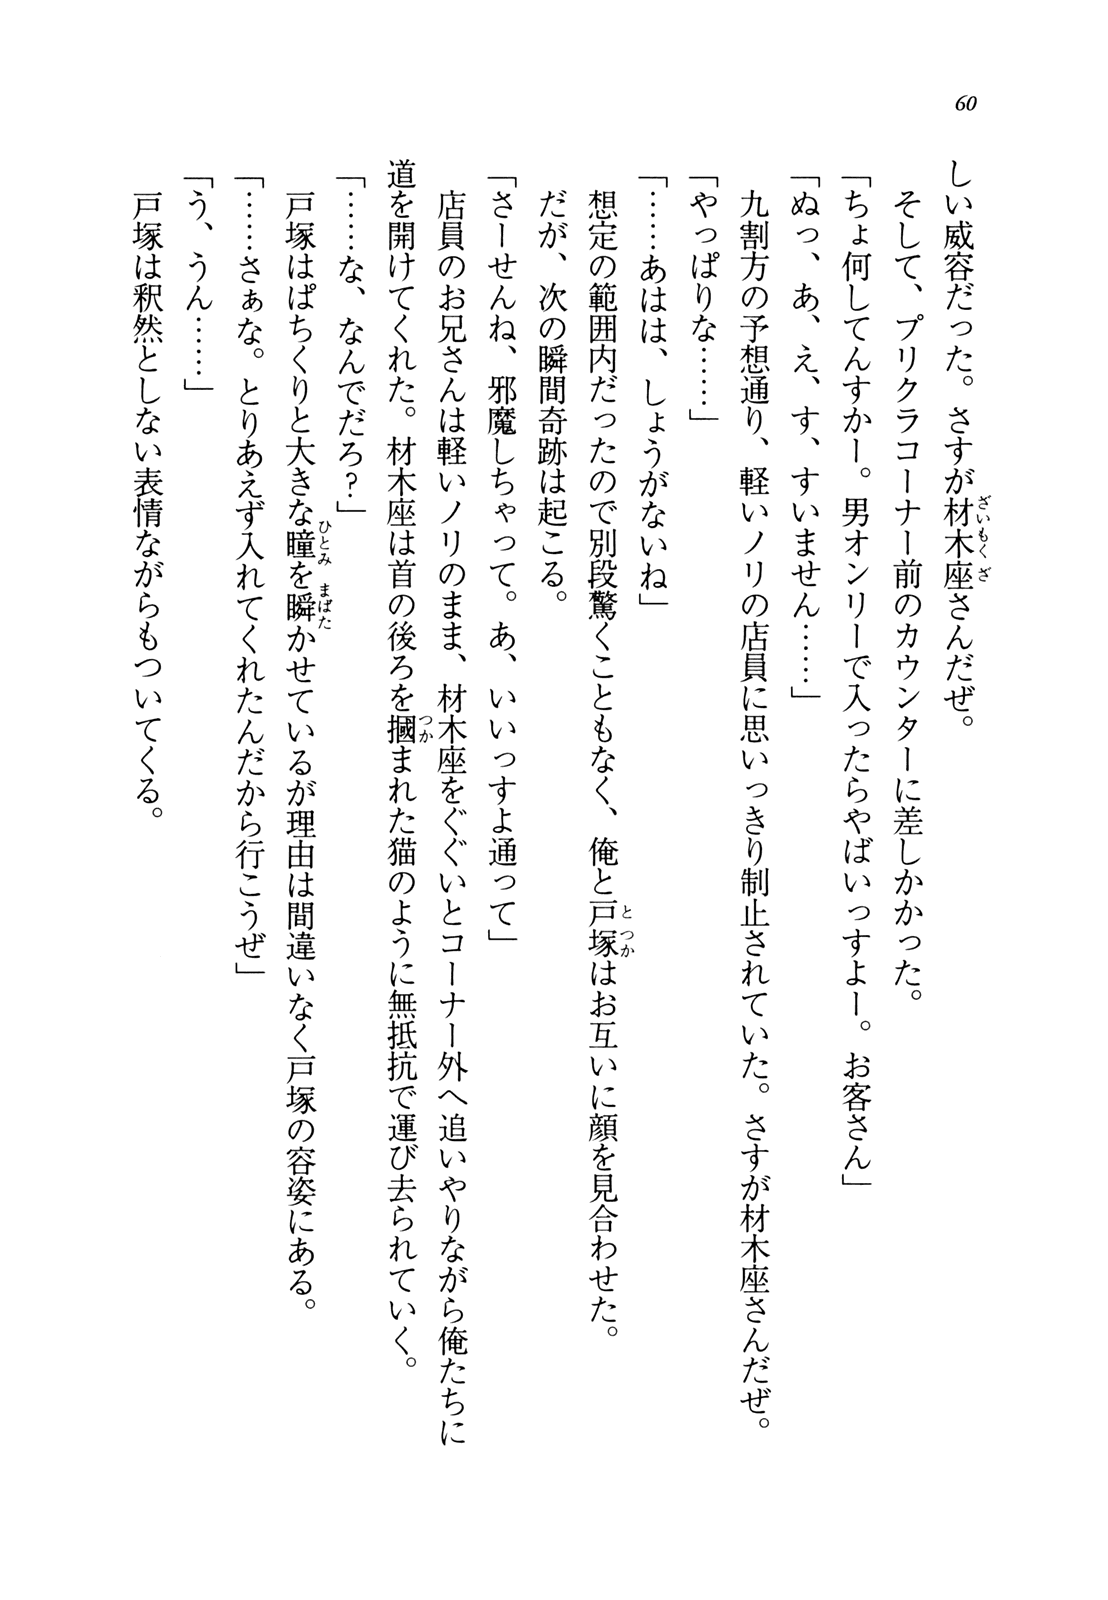 60
しい威容だった。さすが材木座さんだぜ。
そして、プリクラコーナー前のカウンターに差しかかった。
「ちょ何してんすかー。男オンリーで入ったらやばいっすよー。お客さん」
「ぬっ、あ、え、す、すいません……」
九割方の予想通り、軽いノリの店員に思いっきり制止されていた。さすが材木座さんだぜ。
「やっぱりな……」
「……あはは、しょうがないね」
想定の範囲内だったので別段驚くこともなく、俺と戸塚はお互いに顔を見合わせた。
だが、次の瞬間奇跡は起こる。
「さーせんね、邪魔しちゃって。あ、いいっすよ通って」
店員のお兄さんは軽いノリのまま、材木座をぐぐいとコーナー外へ追いやりながら俺たちに
道を開けてくれた。材木座は首の後ろを摑まれた猫のように無抵抗で運び去られていく。
「……な、なんでだろ?」
戸塚はぱちくりと大きな瞳を瞬かせているが理由は間違いなく戸塚の容姿にある。
「……さぁな。とりあえず入れてくれたんだから行こうぜ」
「う、うん……」
戸塚は釈然としない表情ながらもついてくる。